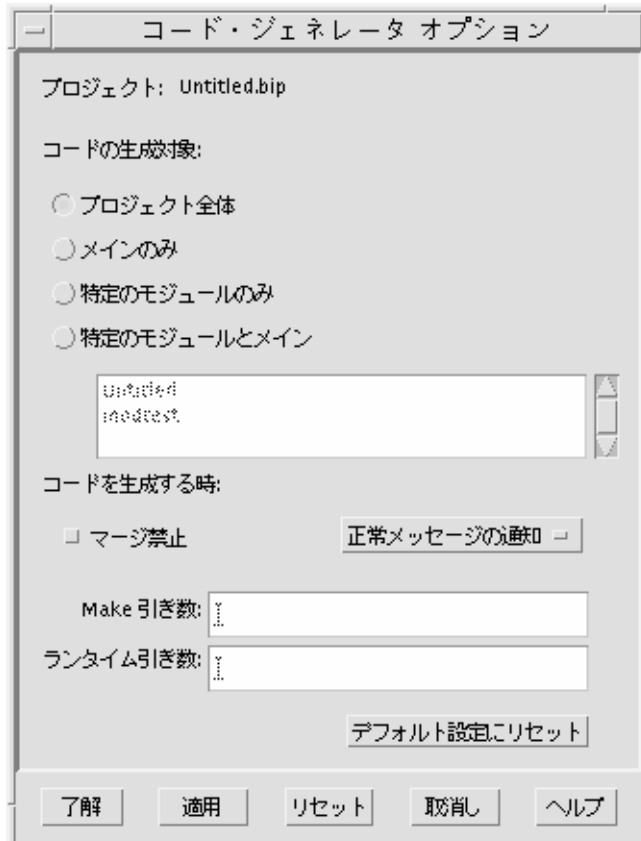 コード・ジェネレータ オプション
プロジェクト: Untitled.bip
コードの生成対象:
プロジェクト全体
メインのみ
特定のモジュールのみ
特定のモジュールとメイン
Untitled
modtest
コードを生成する時:
マージ禁止
正常メッセージの通知
Make 引き数:
ランタイム引き数:
デフォルト設定にリセット
了解 適用 リセット 取消し ヘルプ